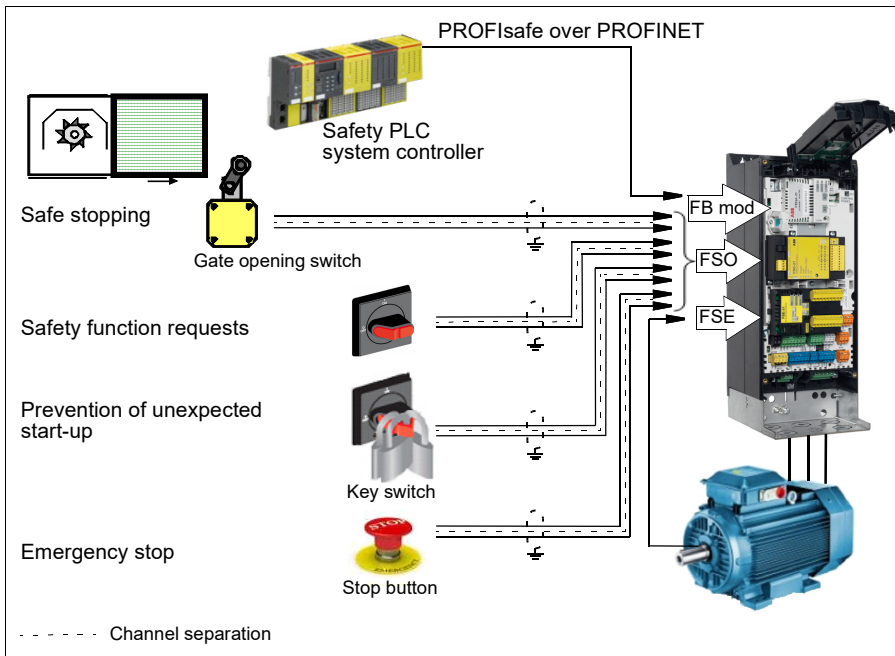 PROFIsafe over PROFINET
Safety PLC
system controller
Safe stopping
Gate opening switch
FB mod
FSO
FSE
Safety function requests
Prevention of unexpected
start-up
Key switch
STOP
EMERGENCY
Emergency stop
Stop button
Channel separation